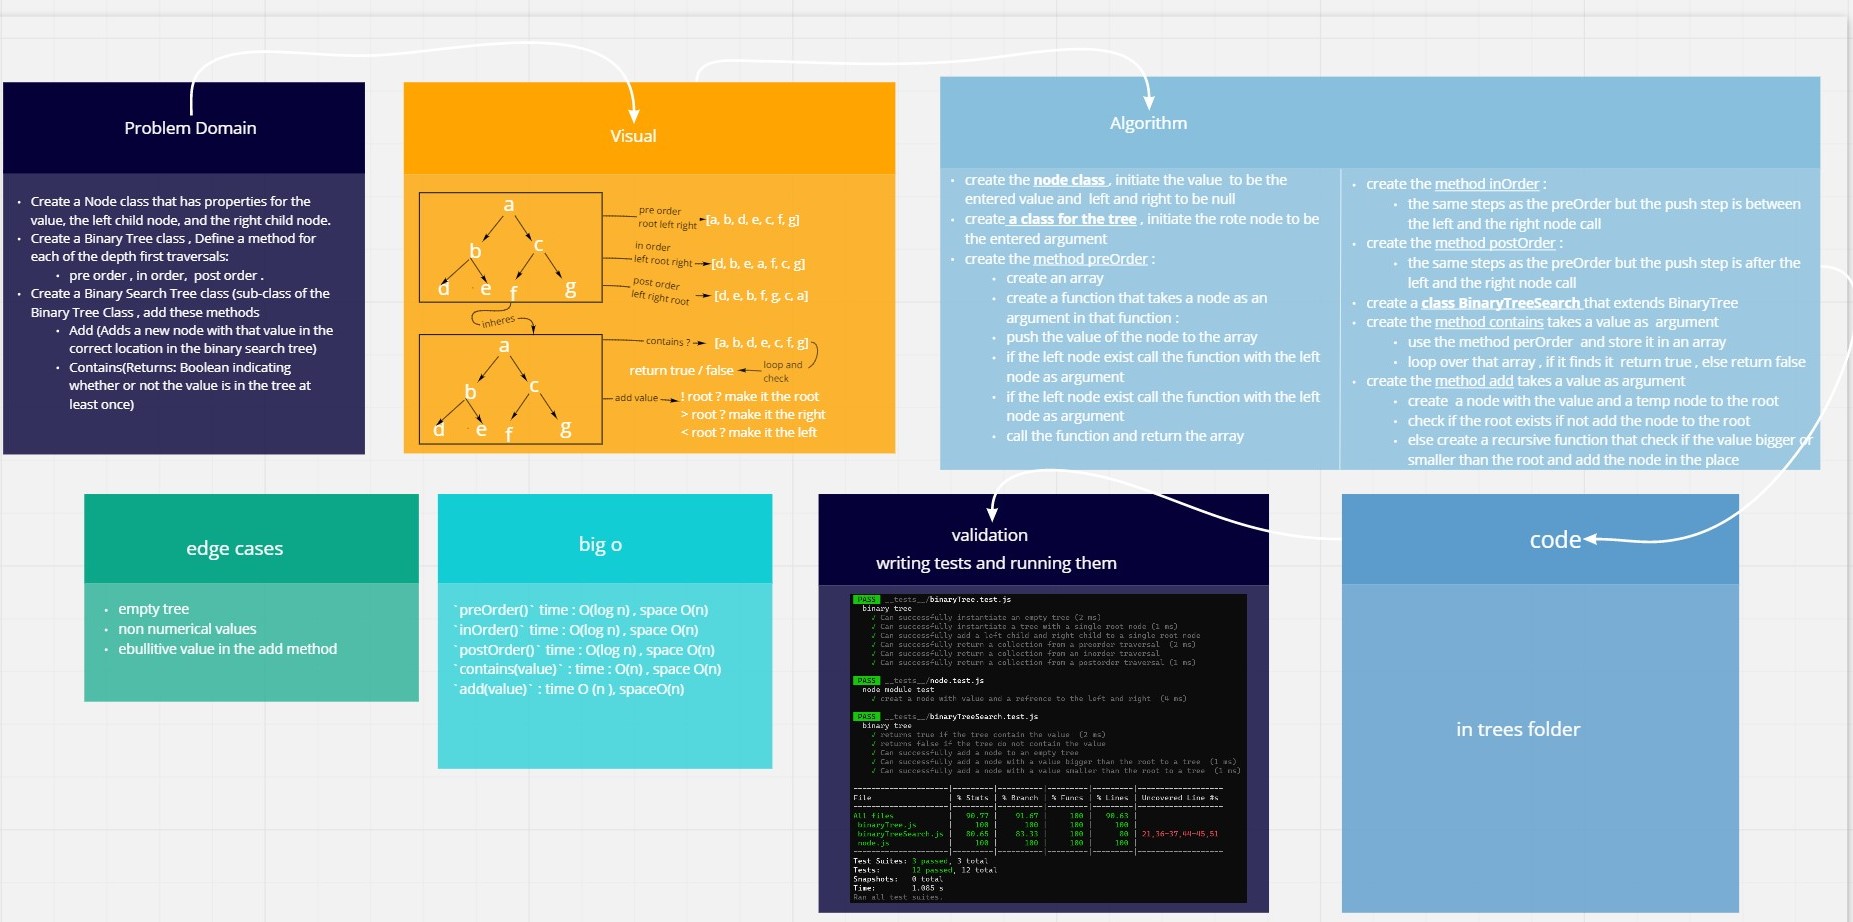 Problem Domain
Create a Node class that has properties for the
value, the left child node, and the right child node.
Create a Binary Tree class , Define a method for
each of the depth first traversals:
pre order , in order, post order .
Create a Binary Search Tree class (sub-class of the
Binary Tree Class , add these methods
Add (Adds a new node with that value in the
correct location in the binary search tree)
Contains(Returns: Boolean indicating
whether or not the value is in the tree at
least once)
Visual
a
b c
d e f g
pre order
root left right
[a, b, d, e, c, f, g]
in order
left root right
[d, b, e, a, f, c, g]
post order
left right root
[d, e, b, f, g, c, a]
inheres
a
b c
d e f g
contains ?
[a, b, d, e, c, f, g]
loop and
check
return true / false
add value
! root ? make it the root
> root ? make it the right
< root ? make it the left
Algorithm
create the node class , initiate the value to be the
entered value and left and right to be null
create a class for the tree , initiate the rote node to be
the entered argument
create the method preOrder :
create an array
create a function that takes a node as an
argument in that function :
push the value of the node to the array
if the left node exist call the function with the left
node as argument
if the left node exist call the function with the left
node as argument
call the function and return the array
create the method inOrder :
the same steps as the preOrder but the push step is between
the left and the right node call
create the method postOrder :
the same steps as the preOrder but the push step is after the
left and the right node call
create a class BinaryTreeSearch that extends BinaryTree
create the method contains takes a value as argument
use the method perOrder and store it in an array
loop over that array , if it finds it return true , else return false
create the method add takes a value as argument
create a node with the value and a temp node to the root
check if the root exists if not add the node to the root
else create a recursive function that check if the value bigger or
smaller than the root and add the node in the place
edge cases
empty tree
non numerical values
ebullitive value in the add method
big o
`preOrder()` time : O(log n) , space O(n)
`inOrder()` time : O(log n) , space O(n)
`postOrder()` time : O(log n) , space O(n)
`contains(value)` : time : O(n) , space O(n)
`add(value)` : time O (n ), spaceO(n)
validation
writing tests and running them
PASS __tests__/binaryTree.test.js
binary tree
√ Can successfully instantiate an empty tree (2 ms)
√ Can successfully instantiate a tree with a single root node (1 ms)
√ Can successfully add a left child and right child to a single root node
√ Can successfully return a collection from a preorder traversal (2 ms)
√ Can successfully return a collection from an inorder traversal
√ Can successfully return a collection from a postorder traversal (1 ms)
PASS __tests__/node.test.js
node module test
√ creat a node with value and a refrence to the left and right (4 ms)
PASS __tests__/binaryTreeSearch.test.js
binary tree
√ returns true if the tree contain the value (2 ms)
√ returns false if the tree do not contain the value
√ Can successfully add a node to an empty tree
√ Can successfully add a node with a value bigger than the root to a tree (1 ms)
√ Can successfully add a node with a value smaller than the root to a tree (1 ms)
File | % Stmts | % Branch | % Funcs | % Lines | Uncovered Line #s
All files | 90.77 | 91.67 | 100 | 90.63 |
binaryTree.js | 100 | 100 | 100 | 100 |
binaryTreeSearch.js | 80.65 | 83.33 | 100 | 80 | 21,36-37,44-45,51
node.js | 100 | 100 | 100 | 100 |
Test Suites: 3 passed, 3 total
Tests: 12 passed, 12 total
Snapshots: 0 total
Time: 1.085 s
Ran all test suites.
code
in trees folder